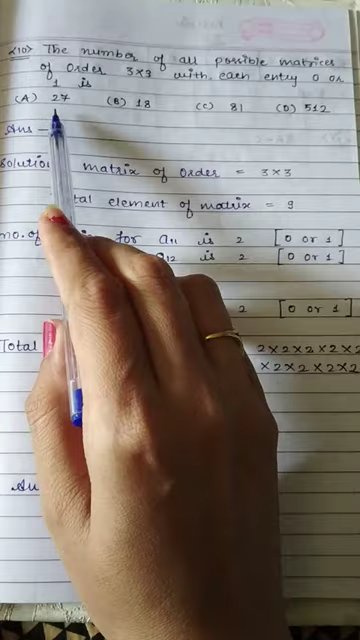 Q10) The number of all possible matrices
of order 3×3 with each entry 0 or
1 is
(A) 27 (B) 18 (C) 81 (D) 512
Ans -
Solution matrix of order = 3×3
element of matrix = 9
no. of for a₁₁ is 2 [0 or 1]
a₁₂ is 2 [0 or 1]
2 [0 or 1]
Total 2×2×2×2×2
×2×2×2×2